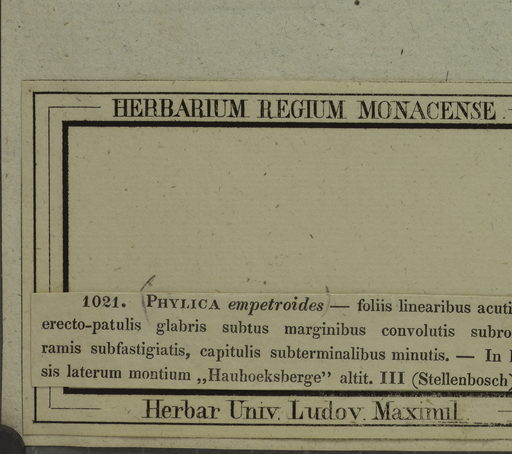 HERBARIUM REGIUM MONACENSE.
1021. (PHYLICA empetroides) — foliis linearibus acuti
erecto-patulis glabris subtus marginibus convolutis subro
ramis subfastigiatis, capitulis subterminalibus minutis. — In
sis laterum montium „Hauhoeksberge” altit. III (Stellenbosch)
Herbar Univ. Ludov. Maximil.